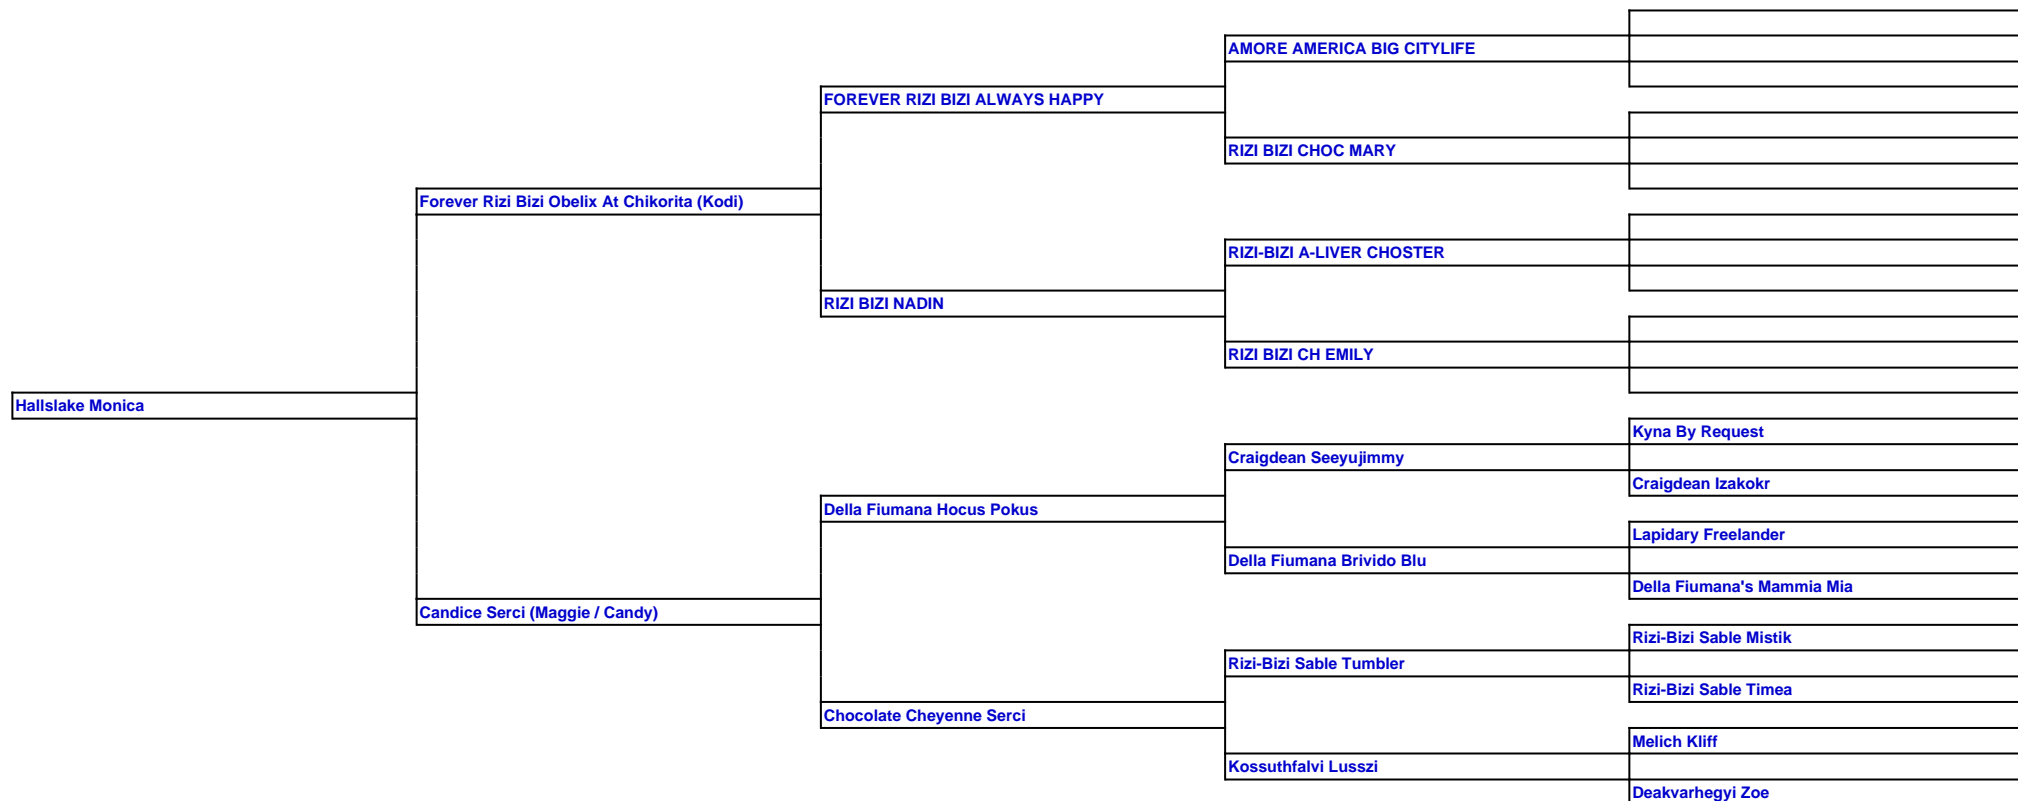 AMORE AMERICA BIG CITYLIFE
FOREVER RIZI BIZI ALWAYS HAPPY
RIZI BIZI CHOC MARY
Forever Rizi Bizi Obelix At Chikorita (Kodi)
RIZI-BIZI A-LIVER CHOSTER
RIZI BIZI NADIN
RIZI BIZI CH EMILY
Hallslake Monica
Kyna By Request
Craigdean Seeyujimmy
Craigdean Izakokr
Della Fiumana Hocus Pokus
Lapidary Freelander
Della Fiumana Brivido Blu
Della Fiumana's Mammia Mia
Candice Serci (Maggie / Candy)
Rizi-Bizi Sable Mistik
Rizi-Bizi Sable Tumbler
Rizi-Bizi Sable Timea
Chocolate Cheyenne Serci
Melich Kliff
Kossuthfalvi Lusszi
Deakvarhegyi Zoe